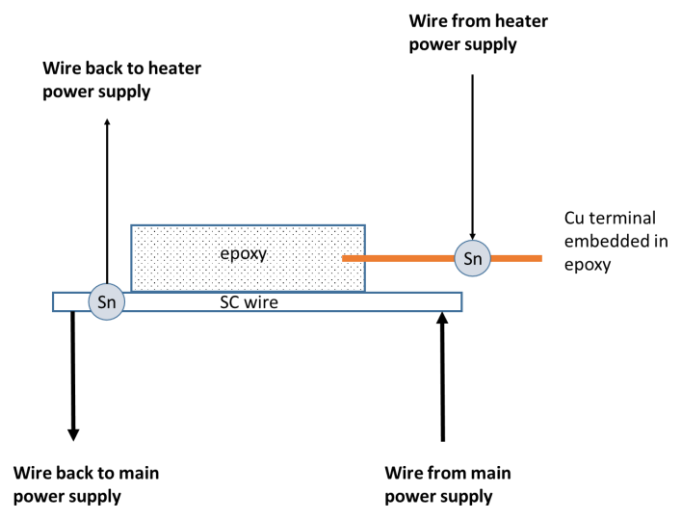 Wire from heater
power supply
Wire back to heater
power supply
Cu terminal
embedded in
epoxy
epoxy
Sn
Sn
SC wire
Wire back to main
power supply
Wire from main
power supply